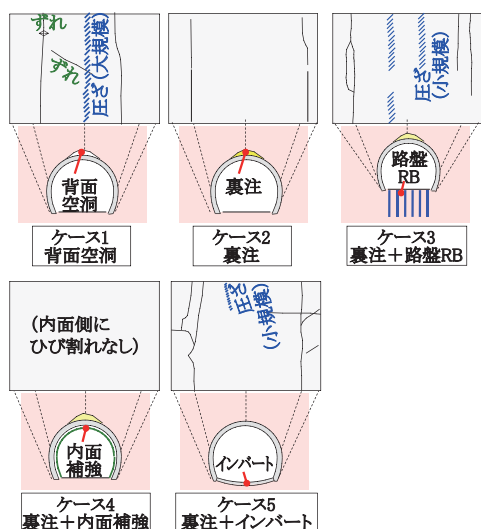 ずれ
ずれ
圧ざ(大規模)
背面
空洞
ケース1
背面空洞
裏注
ケース2
裏注
圧ざ
(小規模)
路盤
RB
ケース3
裏注+路盤RB
(内面側に
ひび割れなし)
内面
補強
ケース4
裏注+内面補強
圧ざ
(小規模)
インバート
ケース5
裏注+インバート